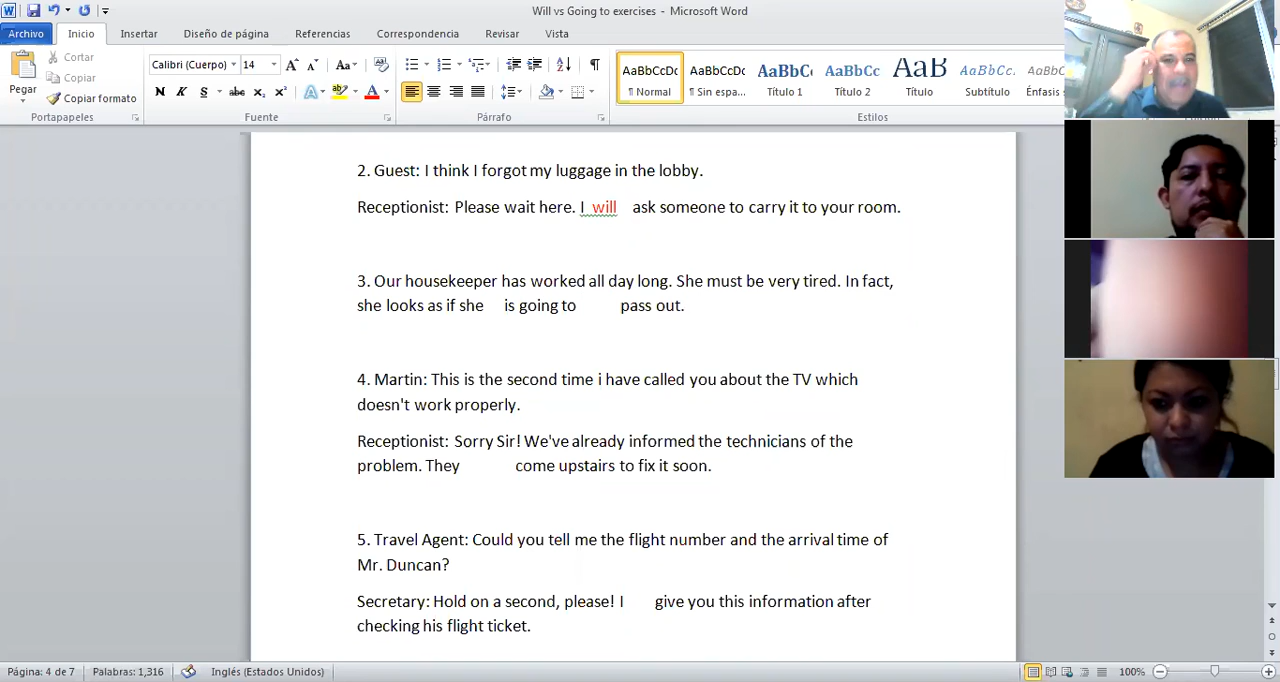 Will vs Going to exercises - Microsoft Word
Archivo Inicio Insertar Diseño de página Referencias Correspondencia Revisar Vista
Pegar
Cortar
Copiar
Copiar formato
Portapapeles
Calibri (Cuerpo) 14
Fuente
Párrafo
AaBbCcDc AaBbCcDc AaBbC AaBbCc AaB AaBbCc
¶ Normal ¶ Sin espa... Título 1 Título 2 Título Subtítulo Énfasis
Estilos
2. Guest: I think I forgot my luggage in the lobby.
Receptionist: Please wait here. I will ask someone to carry it to your room.
3. Our housekeeper has worked all day long. She must be very tired. In fact,
she looks as if she is going to pass out.
4. Martin: This is the second time i have called you about the TV which
doesn't work properly.
Receptionist: Sorry Sir! We've already informed the technicians of the
problem. They come upstairs to fix it soon.
5. Travel Agent: Could you tell me the flight number and the arrival time of
Mr. Duncan?
Secretary: Hold on a second, please! I give you this information after
checking his flight ticket.
Página: 4 de 7 Palabras: 1,316 Inglés (Estados Unidos) 100%